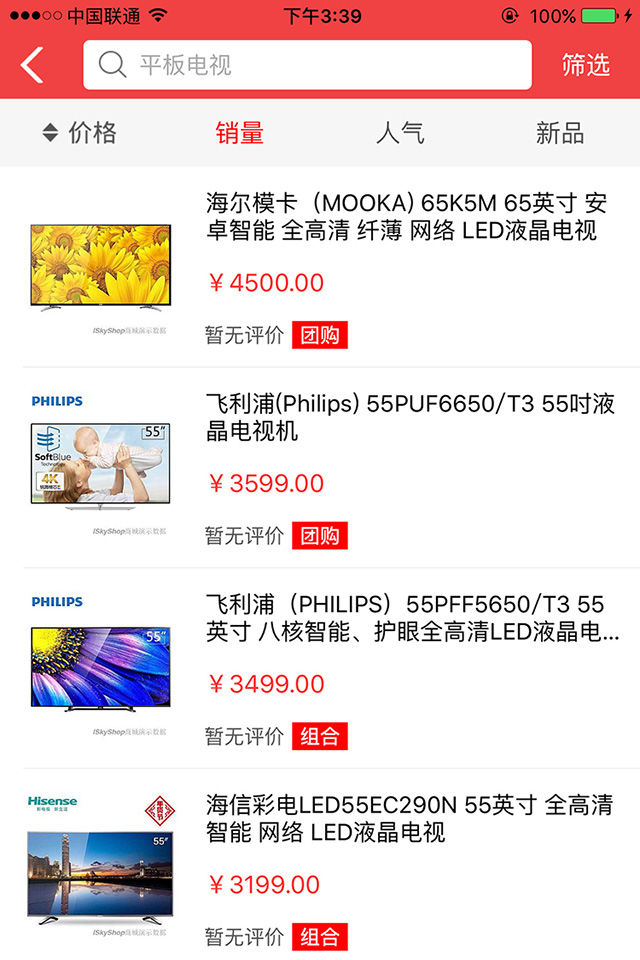 中国联通 下午3:39 100%
平板电视 筛选
价格 销量 人气 新品
海尔模卡（MOOKA) 65K5M 65英寸 安
卓智能 全高清 纤薄 网络 LED液晶电视
￥4500.00
iSkyShop商城演示数据
暂无评价 团购
PHILIPS
飞利浦(Philips) 55PUF6650/T3 55吋液
晶电视机
55"
SoftBlue
Technology
4K
￥3599.00
iSkyShop商城演示数据
暂无评价 团购
PHILIPS
飞利浦（PHILIPS）55PFF5650/T3 55
英寸 八核智能、护眼全高清LED液晶电...
55"
￥3499.00
iSkyShop商城演示数据
暂无评价 组合
Hisense
海信彩电LED55EC290N 55英寸 全高清
智能 网络 LED液晶电视
55"
￥3199.00
iSkyShop商城演示数据
暂无评价 组合